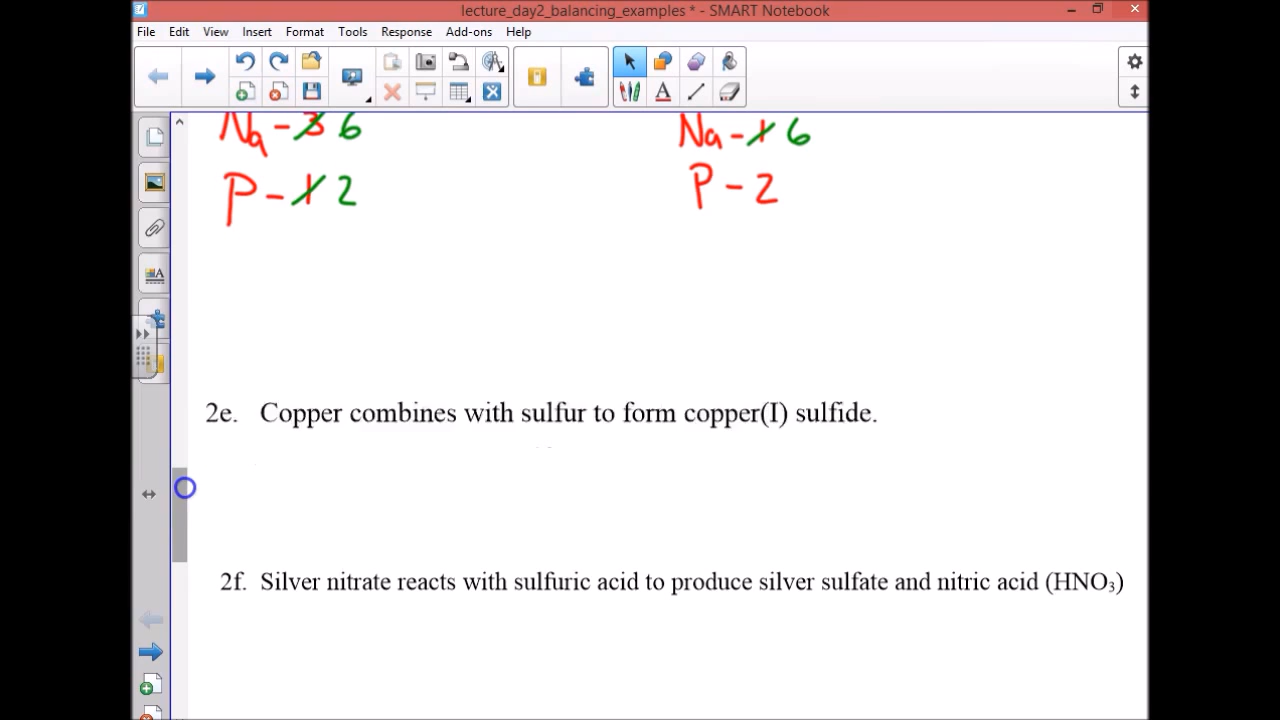 lecture_day2_balancing_examples * - SMART Notebook
File Edit View Insert Format Tools Response Add-ons Help
Na - 3 6
Na - 1 6
P - 1 2
P - 2
2e. Copper combines with sulfur to form copper(I) sulfide.
2f. Silver nitrate reacts with sulfuric acid to produce silver sulfate and nitric acid (HNO₃)